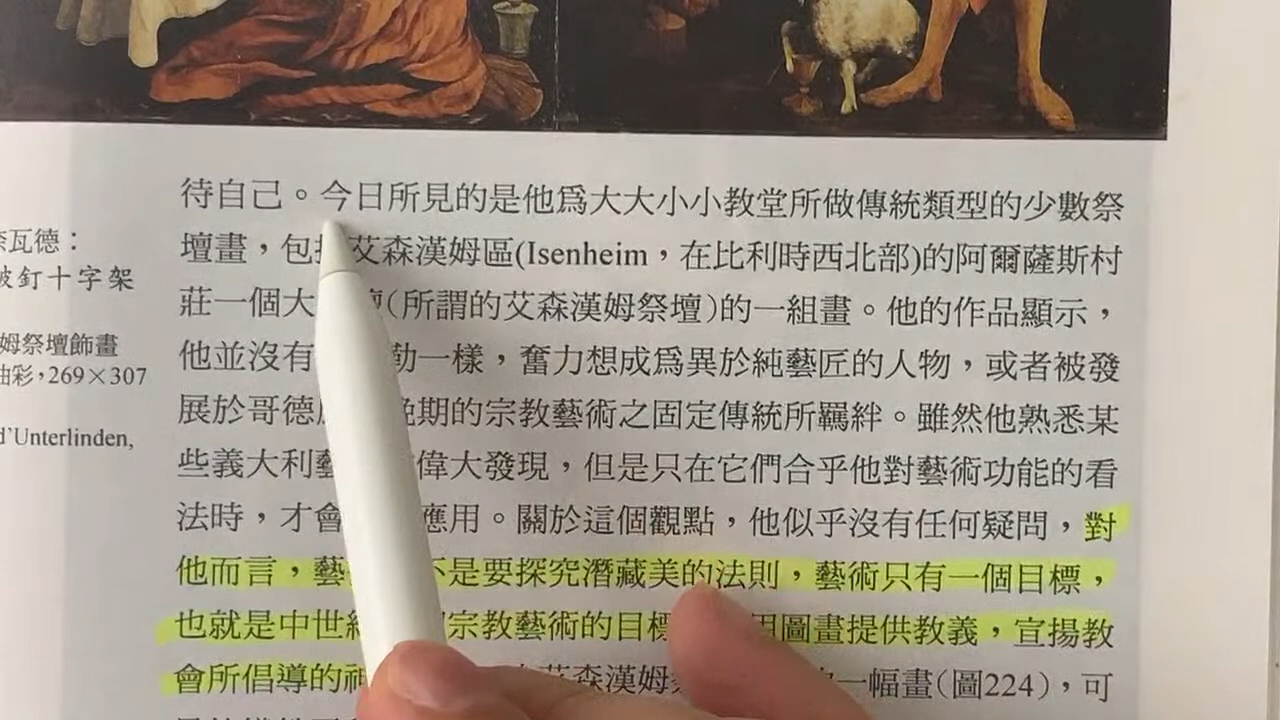 待自己。今日所見的是他爲大大小小教堂所做傳統類型的少數祭
壇畫，包 艾森漢姆區(Isenheim，在比利時西北部)的阿爾薩斯村
莊一個大 (所謂的艾森漢姆祭壇)的一組畫。他的作品顯示，
他並沒有 勒一樣，奮力想成爲異於純藝匠的人物，或者被發
展於哥德 晚期的宗教藝術之固定傳統所羈絆。雖然他熟悉某
些義大利藝 偉大發現，但是只在它們合乎他對藝術功能的看
法時，才會 應用。關於這個觀點，他似乎沒有任何疑問，對
他而言，藝 不是要探究潛藏美的法則，藝術只有一個目標，
也就是中世 宗教藝術的目標 圖畫提供教義，宣揚教
會所倡導的 艾森漢姆 一幅畫(圖224)，可
瓦德：
被釘十字架
姆祭壇飾畫
油彩，269×307
d'Unterlinden,